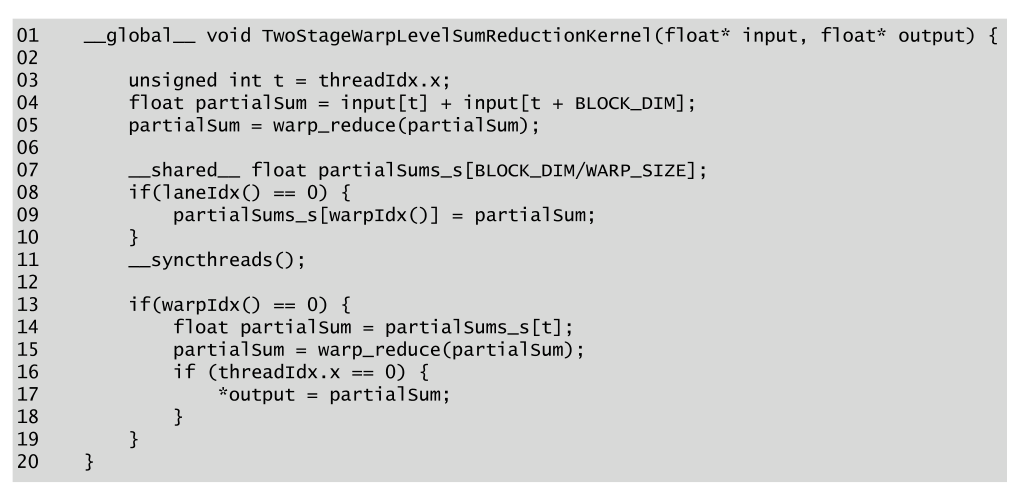 01 __global__ void TwoStageWarpLevelSumReductionKernel(float* input, float* output) {
02
03     unsigned int t = threadIdx.x;
04     float partialSum = input[t] + input[t + BLOCK_DIM];
05     partialSum = warp_reduce(partialSum);
06
07     __shared__ float partialSums_s[BLOCK_DIM/WARP_SIZE];
08     if(laneIdx() == 0) {
09         partialSums_s[warpIdx()] = partialSum;
10     }
11     __syncthreads();
12
13     if(warpIdx() == 0) {
14         float partialSum = partialSums_s[t];
15         partialSum = warp_reduce(partialSum);
16         if (threadIdx.x == 0) {
17             *output = partialSum;
18         }
19     }
20 }